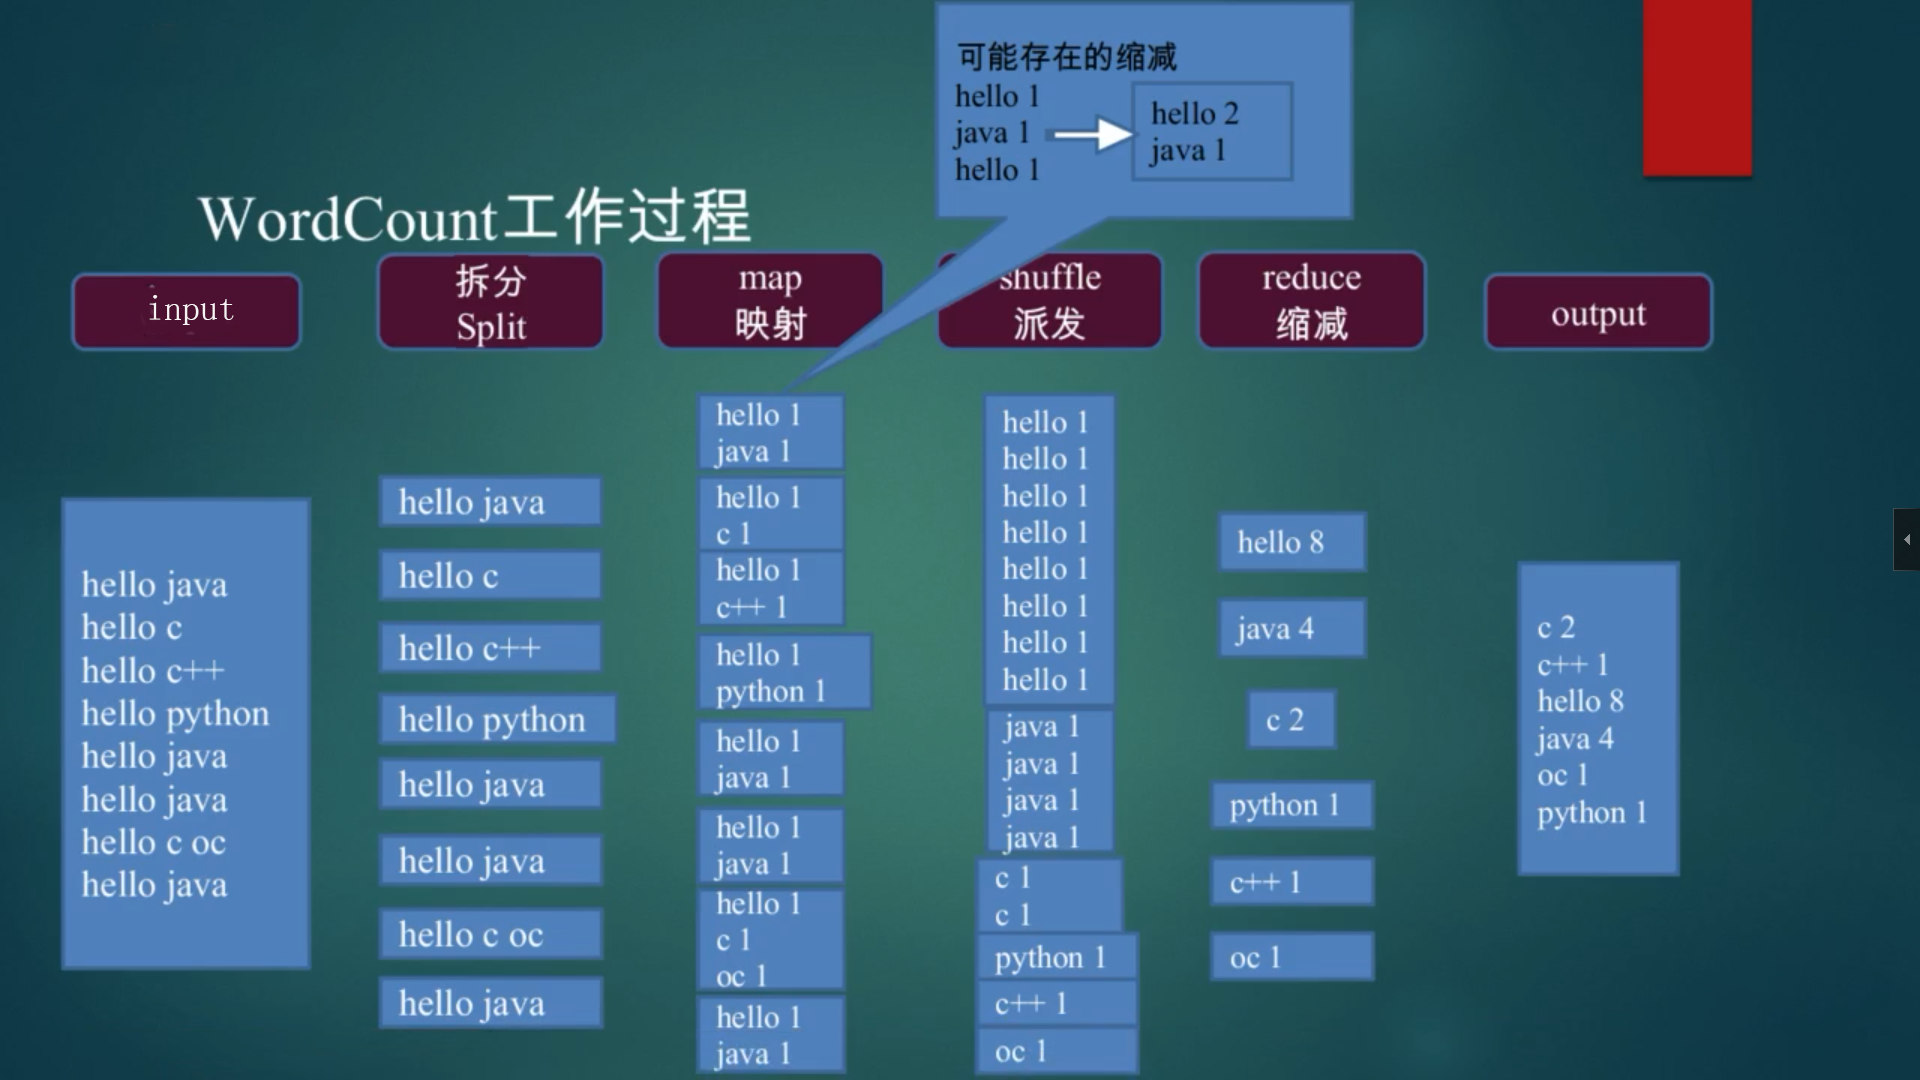 可能存在的缩减
hello 1
java 1
hello 1
hello 2
java 1
WordCount工作过程
input
拆分
Split
map
映射
shuffle
派发
reduce
缩减
output
hello java
hello c
hello c++
hello python
hello java
hello java
hello c oc
hello java
hello java
hello c
hello c++
hello python
hello java
hello java
hello c oc
hello java
hello 1
java 1
hello 1
c 1
hello 1
c++ 1
hello 1
python 1
hello 1
java 1
hello 1
java 1
hello 1
c 1
oc 1
hello 1
java 1
hello 1
hello 1
hello 1
hello 1
hello 1
hello 1
hello 1
hello 1
java 1
java 1
java 1
java 1
c 1
c 1
python 1
c++ 1
oc 1
hello 8
java 4
c 2
python 1
c++ 1
oc 1
c 2
c++ 1
hello 8
java 4
oc 1
python 1